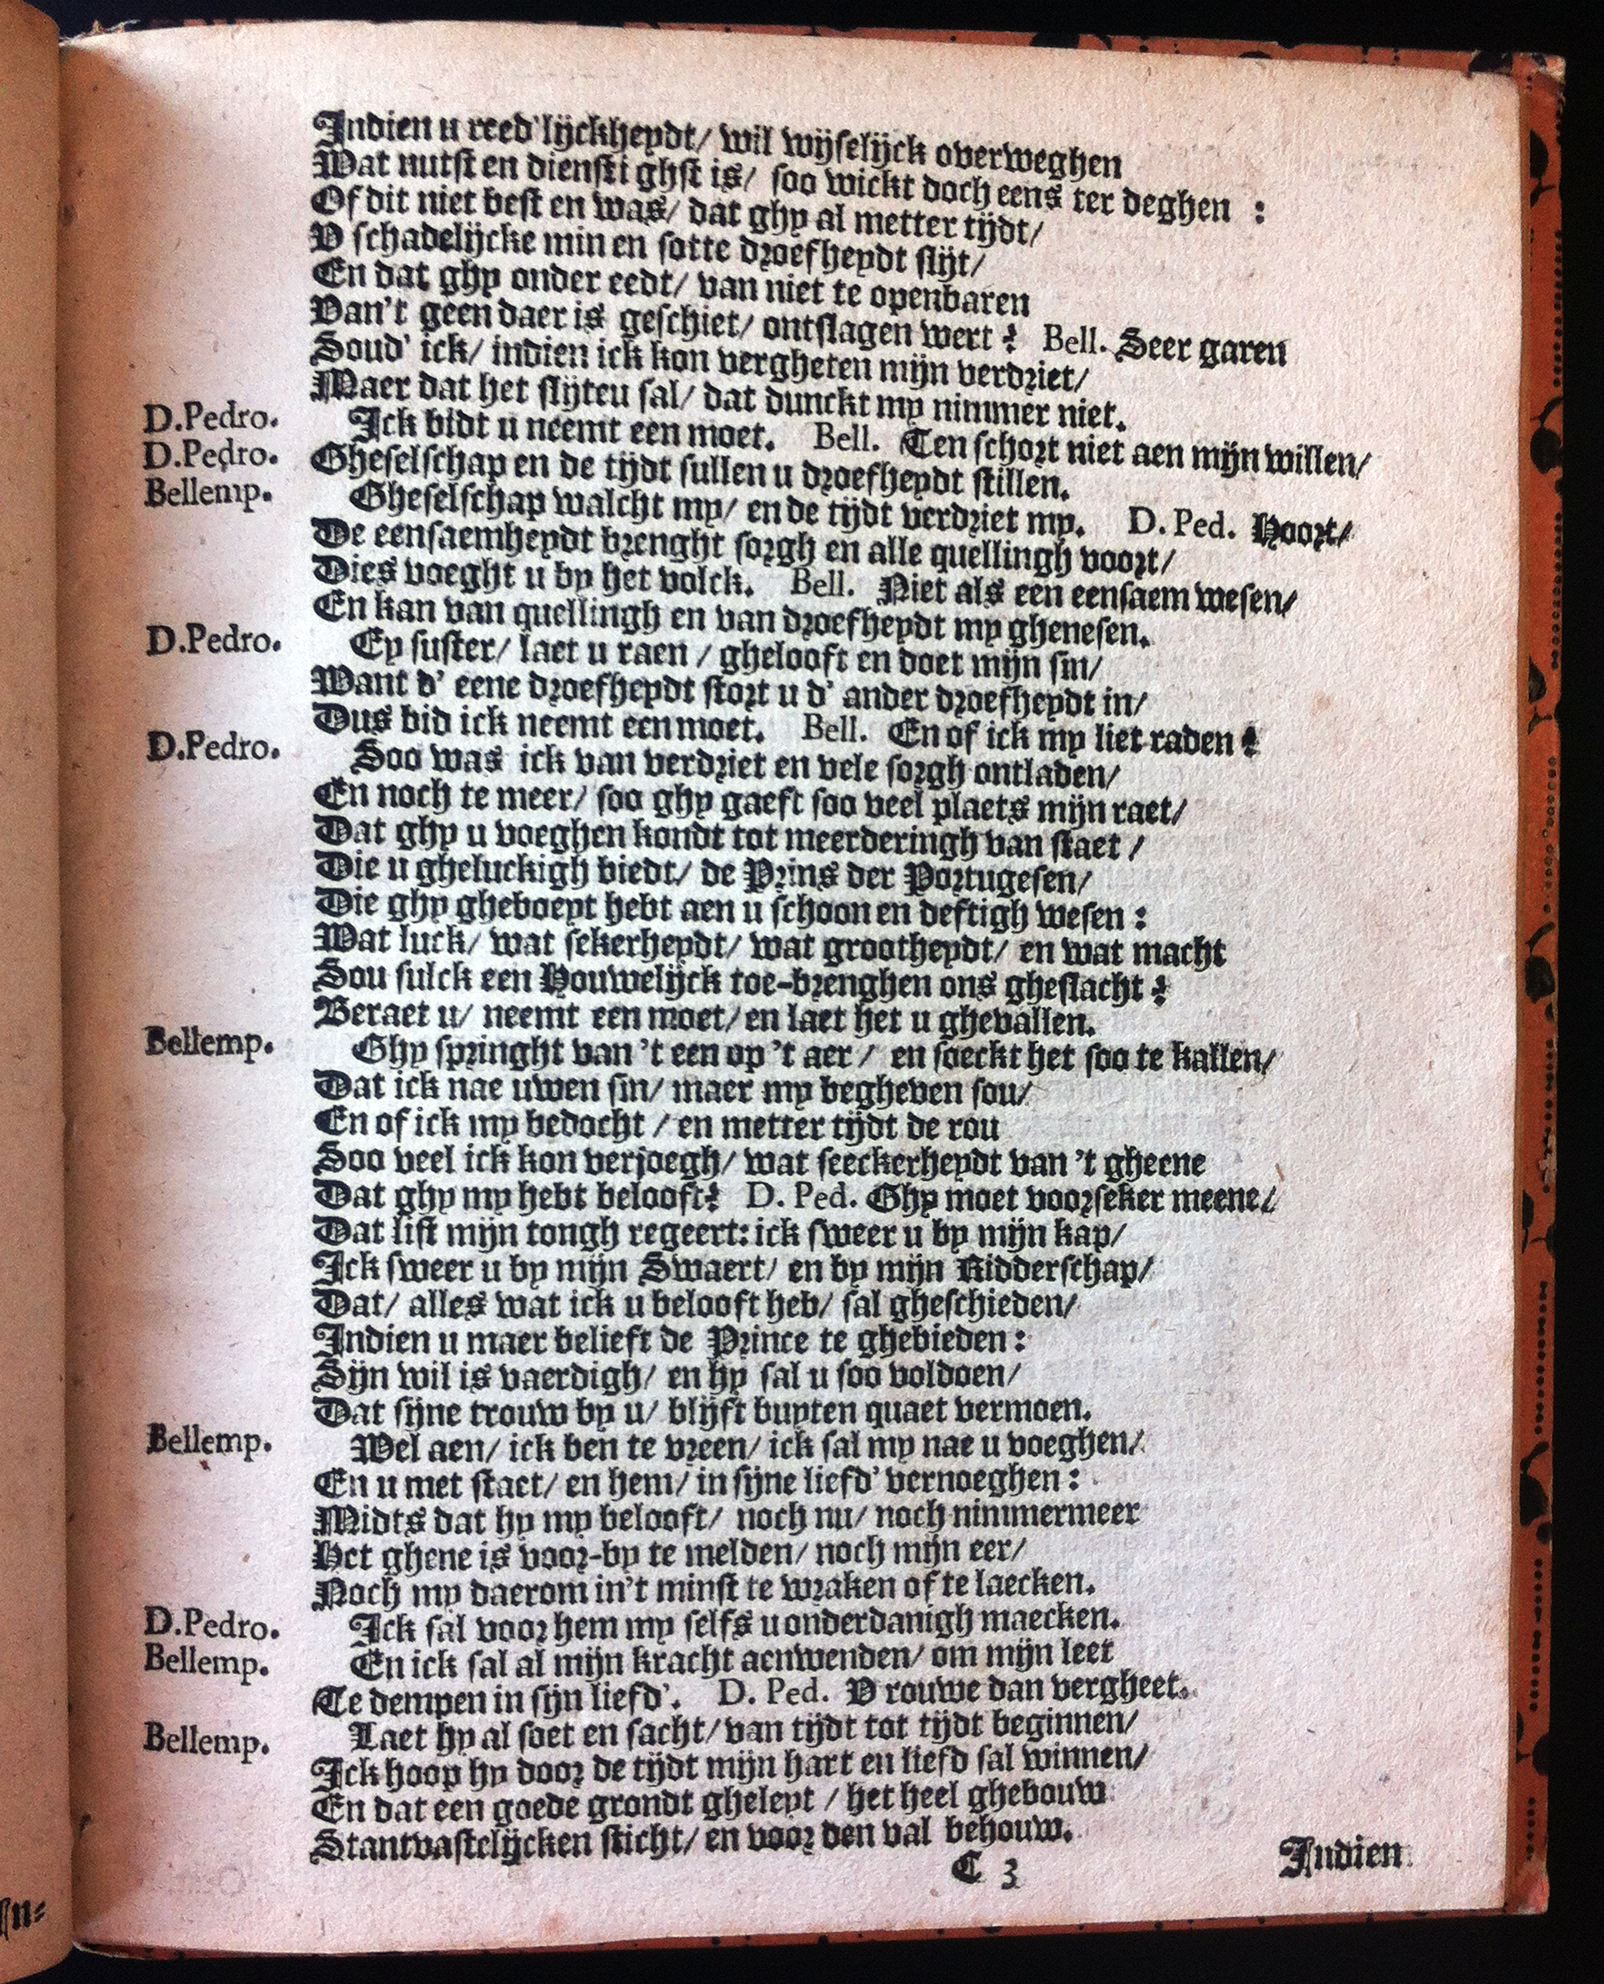 Indien u reed'lijckheydt/ wil wijselijck overweghen
Wat nutst en diensti ghst is/ soo wickt doch eens ter deghen :
Of dit niet best en was/ dat ghy al metter tijdt/
V schadelijcke min en sotte droefheydt slijt/
En dat ghy onder eedt/ van niet te openbaren
Van't geen daer is geschiet/ ontslagen wert? Bell. Seer garen
Soud' ick/ indien ick kon vergheten mijn verdriet/
Maer dat het slijteu sal/ dat dunckt my nimmer niet.
D.Pedro. Ick bidt u neemt een moet. Bell. Ten schort niet aen mijn willen/
D.Pedro. Gheselschap en de tijdt sullen u droefheydt stillen.
Bellemp. Gheselschap walcht my/ en de tijdt verdriet my. D. Ped. Hoort/
De eensaemheydt brenght sorgh en alle quellingh voort/
Dies voeght u by het volck. Bell. Niet als een eensaem wesen/
En kan van quellingh en van droefheydt my ghenesen.
D.Pedro. Ey suster/ laet u raen / ghelooft en doet mijn sin/
Want d' eene droefheydt stort u d' ander droefheydt in/
Dus bid ick neemt een moet. Bell. En of ick my liet raden?
D.Pedro. Soo was ick van verdriet en vele sorgh ontladen/
En noch te meer/ soo ghy gaeft soo veel plaets mijn raet/
Dat ghy u voeghen kondt tot meerderingh van staet /
Die u gheluckigh biedt/ de Prins der Portugesen/
Die ghy gheboeyt hebt aen u schoon en deftigh wesen :
Wat luck/ wat sekerheydt/ wat grootheydt/ en wat macht
Sou sulck een Houwelijck toe-brenghen ons gheslacht?
Beraet u/ neemt een moet/ en laet het u ghevallen.
Bellemp. Ghy springht van 't een op 't aer / en soeckt het soo te kallen/
Dat ick nae uwen sin/ maer my begheven sou/
En of ick my bedocht / en metter tijdt de rou
Soo veel ick kon verjoegh/ wat seeckerheydt van 't gheene
Dat ghy my hebt belooft? D. Ped. Ghy moet voorseker meene/
Dat list mijn tongh regeert: ick sweer u by mijn kap/
Ick sweer u by mijn Swaert/ en by mijn Ridderschap/
Dat/ alles wat ick u belooft heb/ sal gheschieden/
Indien u maer belieft de Prince te ghebieden :
Sijn wil is vaerdigh/ en hy sal u soo voldoen/
Dat sijne trouw by u/ blijft buyten quaet vermoen.
Bellemp. Wel aen/ ick ben te vreen/ ick sal my nae u voeghen/
En u met staet/ en hem/ in sijne liefd' vernoeghen :
Midts dat hy my belooft/ noch nu/ noch nimmermeer
Het ghene is voor-by te melden/ noch mijn eer/
Noch my daerom in't minst te wraken of te laecken.
D.Pedro. Ick sal voor hem my selfs u onderdanigh maecken.
Bellemp. En ick sal al mijn kracht aenwenden/ om mijn leet
Te dempen in sijn liefd'. D. Ped. V rouwe dan vergheet.
Bellemp. Laet hy al soet en sacht/ van tijdt tot tijdt beginnen/
Ick hoop hy door de tijdt mijn hart en liefd sal winnen/
En dat een goede grondt gheleyt / het heel ghebouw
Stantvastelijcken sticht/ en voor den val behouw.
C 3 Indien